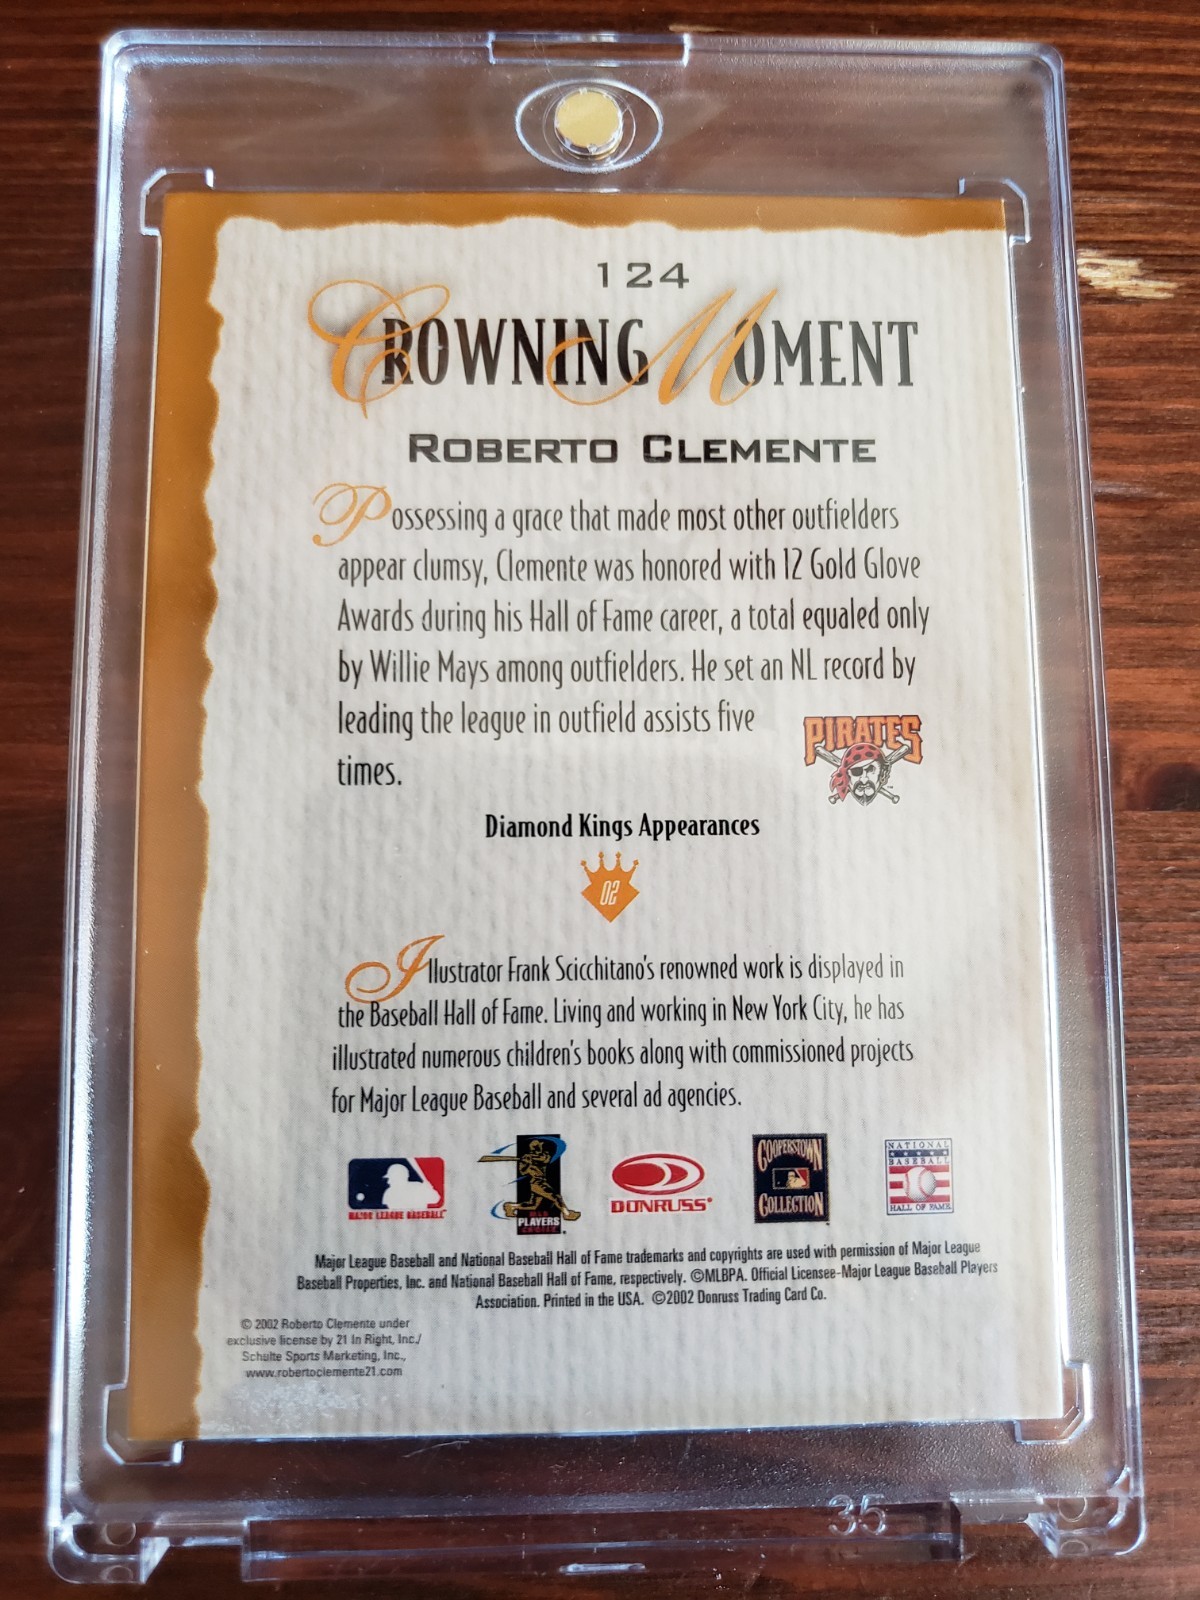 124
CROWNING MOMENT
ROBERTO CLEMENTE
Possessing a grace that made most other outfielders
appear clumsy, Clemente was honored with 12 Gold Glove
Awards during his Hall of Fame career, a total equaled only
by Willie Mays among outfielders. He set an NL record by
leading the league in outfield assists five
times.
PIRATES
Diamond Kings Appearances
02
Illustrator Frank Scicchitano's renowned work is displayed in
the Baseball Hall of Fame. Living and working in New York City, he has
illustrated numerous children's books along with commissioned projects
for Major League Baseball and several ad agencies.
MAJOR LEAGUE BASEBALL
PLAYERS
CHOICE
DONRUSS
COOPERSTOWN
COLLECTION
NATIONAL
BASEBALL
HALL OF FAME
Major League Baseball and National Baseball Hall of Fame trademarks and copyrights are used with permission of Major League
Baseball Properties, Inc. and National Baseball Hall of Fame, respectively. ©MLBPA. Official Licensee-Major League Baseball Players
Association. Printed in the USA. ©2002 Donruss Trading Card Co.
© 2002 Roberto Clemente under
exclusive license by 21 In Right, Inc./
Schulte Sports Marketing, Inc.,
www.robertoclemente21.com
35